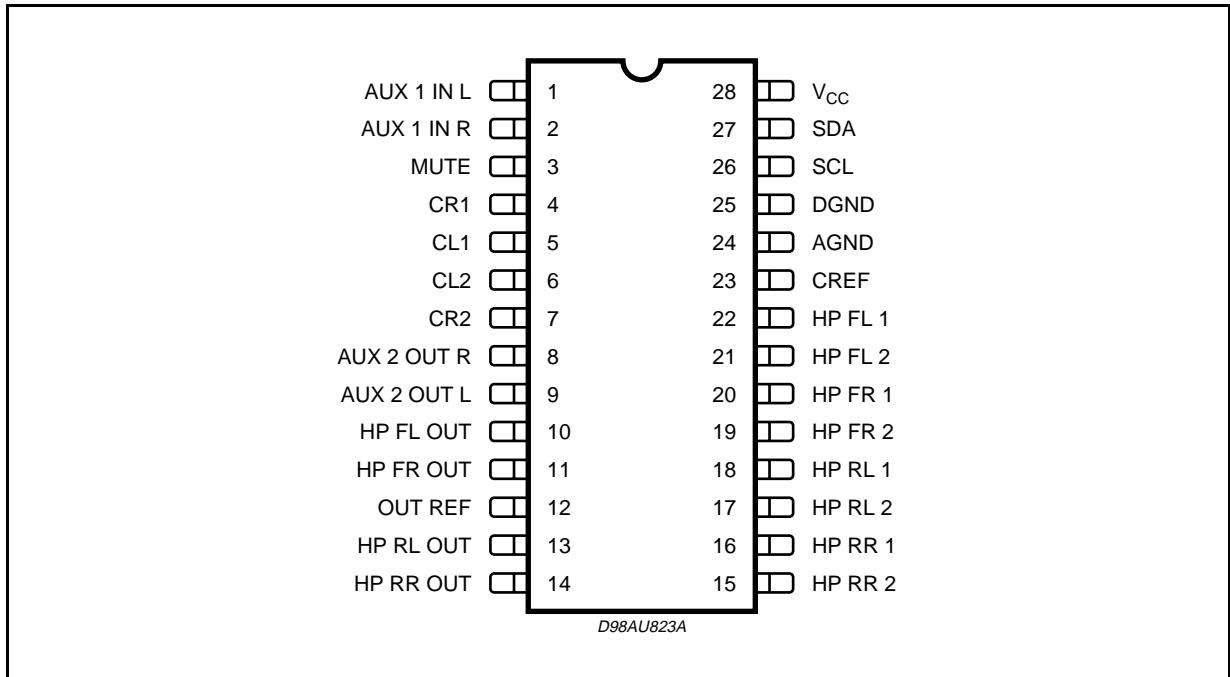 AUX 1 IN L 1 28 VCC
AUX 1 IN R 2 27 SDA
MUTE 3 26 SCL
CR1 4 25 DGND
CL1 5 24 AGND
CL2 6 23 CREF
CR2 7 22 HP FL 1
AUX 2 OUT R 8 21 HP FL 2
AUX 2 OUT L 9 20 HP FR 1
HP FL OUT 10 19 HP FR 2
HP FR OUT 11 18 HP RL 1
OUT REF 12 17 HP RL 2
HP RL OUT 13 16 HP RR 1
HP RR OUT 14 15 HP RR 2
D98AU823A